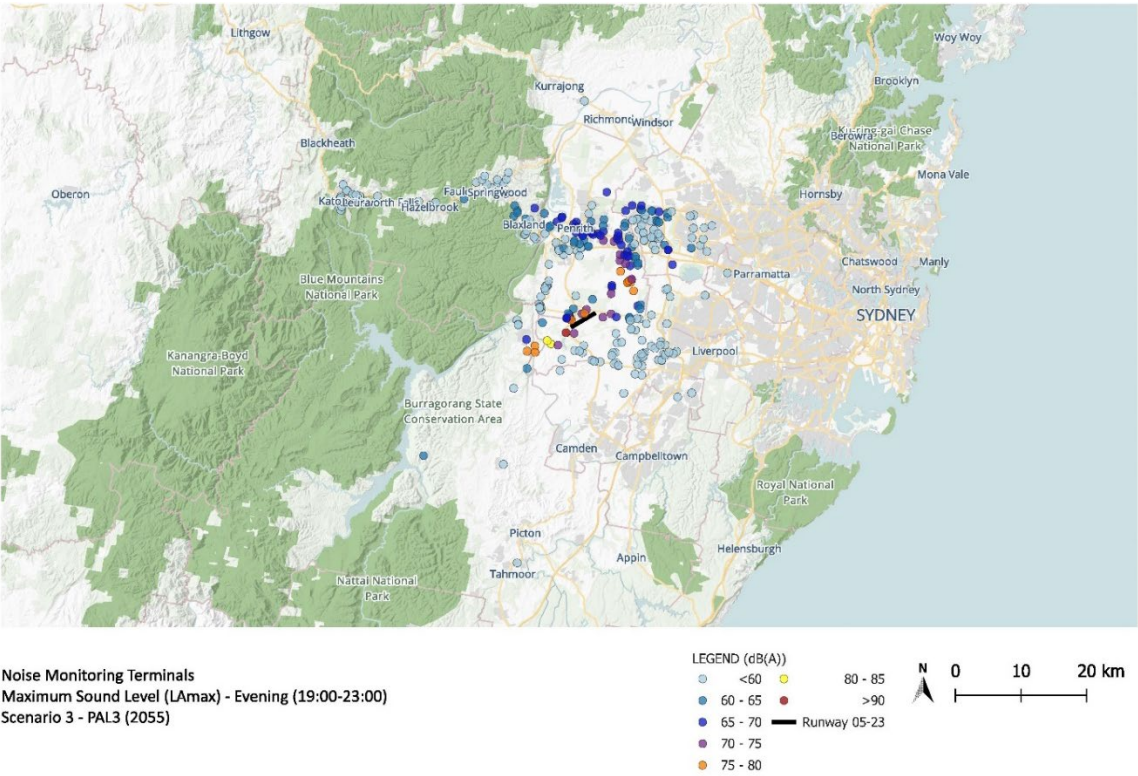 Woy Woy
Lithgow
Brooklyn
Kurrajong
Richmond
Windsor
Berowra
Ku-ring-gai Chase
National Park
Blackheath
Mona Vale
Oberon
Hornsby
Springwood
Hazelbrook
Blaxland
Penrith
Chatswood
Manly
Parramatta
Blue Mountains
National Park
North Sydney
SYDNEY
Kanangra-Boyd
National Park
Liverpool
Burragorang State
Conservation Area
Camden
Campbelltown
Royal National
Park
Picton
Appin
Helensburgh
Tahmoor
Nattai National
Park
Noise Monitoring Terminals
Maximum Sound Level (LAmax) - Evening (19:00-23:00)
Scenario 3 - PAL3 (2055)
LEGEND (dB(A))
<60
80 - 85
60 - 65
>90
65 - 70
Runway 05-23
70 - 75
75 - 80
N
0 10 20 km